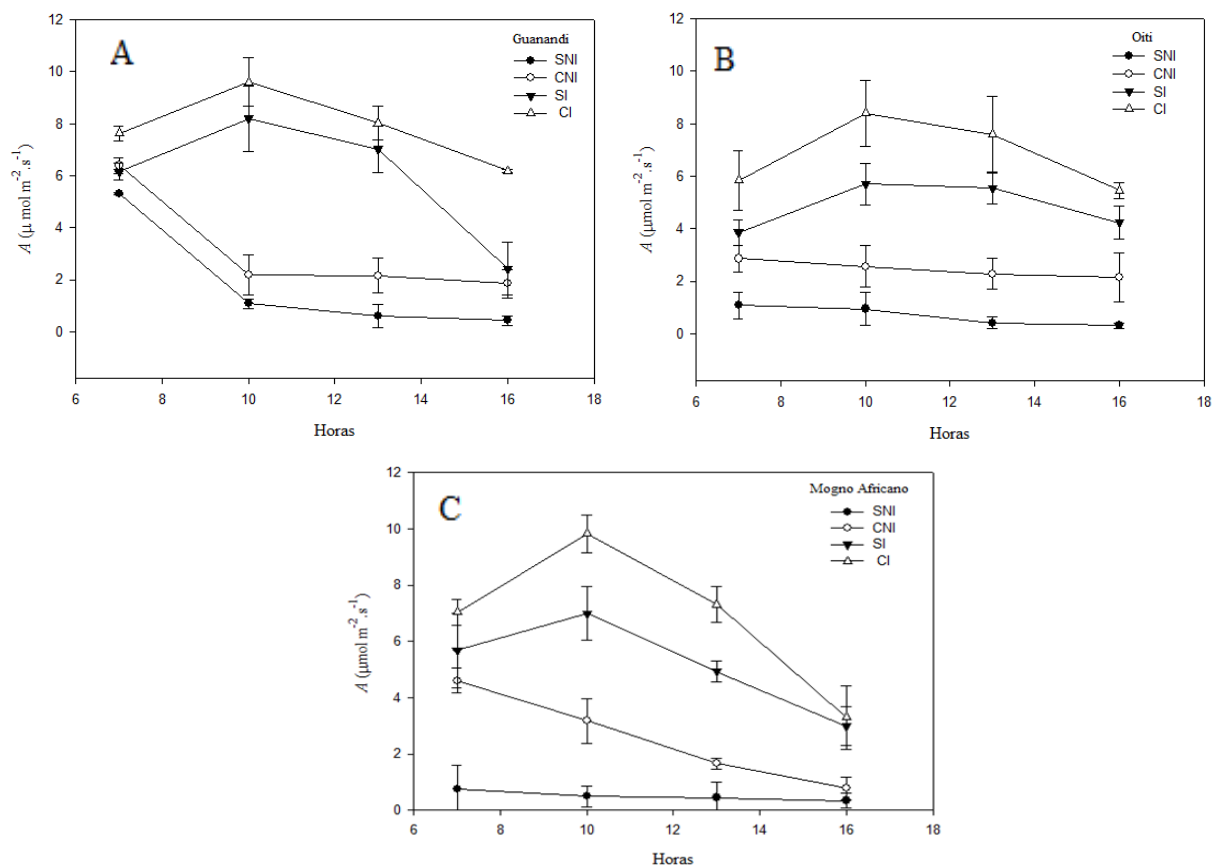 A
Guanandi
SNI
CNI
SI
CI
12
10
8
6
4
2
0
A (μ mol m⁻².s⁻¹)
6 8 10 12 14 16 18
Horas
B
Oiti
SNI
CNI
SI
CI
12
10
8
6
4
2
0
A (μmol m⁻².s⁻¹)
6 8 10 12 14 16 18
Horas
C
Mogno Africano
SNI
CNI
SI
CI
12
10
8
6
4
2
0
A (μmol m⁻².s⁻¹)
6 8 10 12 14 16 18
Horas